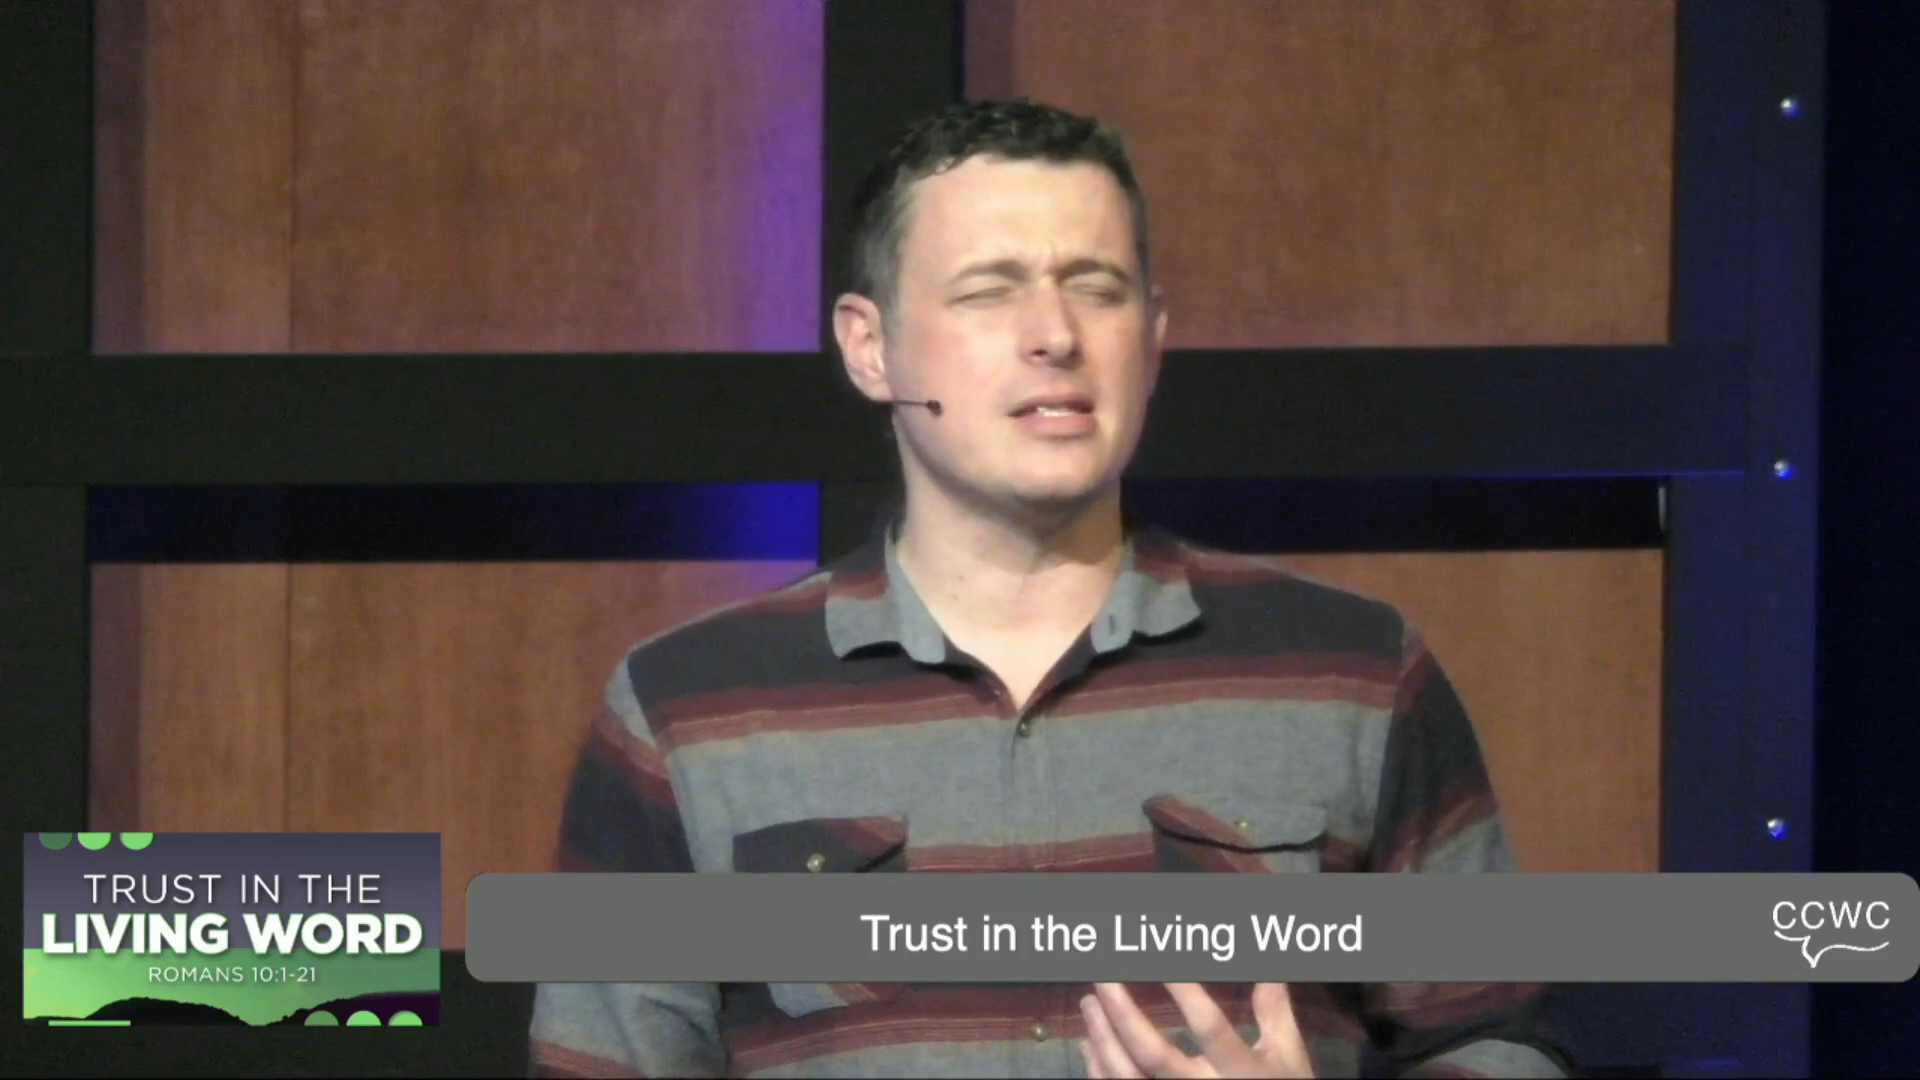 TRUST IN THE
LIVING WORD
ROMANS 10:1-21
Trust in the Living Word
CCWC